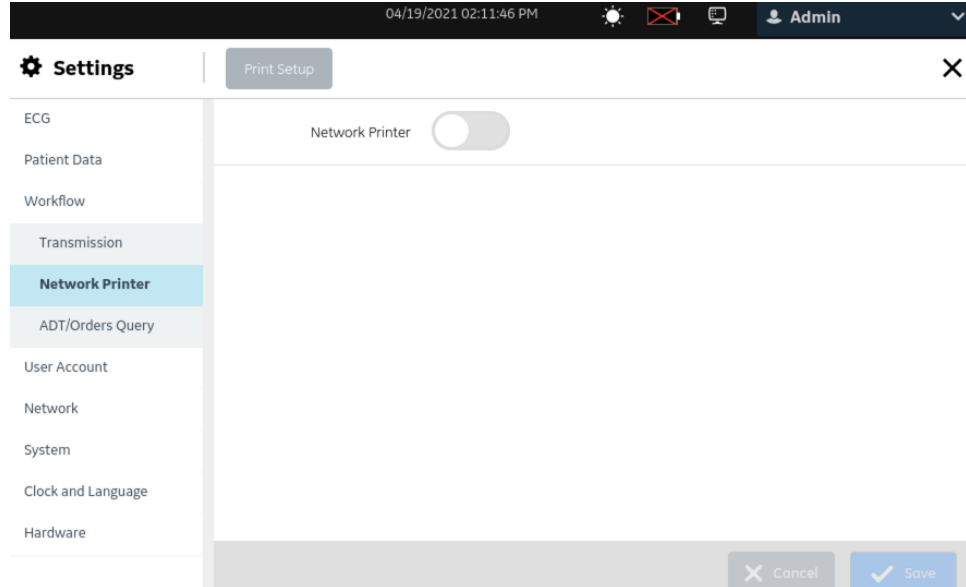 04/19/2021 02:11:46 PM
Admin
Settings
Print Setup
ECG
Network Printer
Patient Data
Workflow
Transmission
Network Printer
ADT/Orders Query
User Account
Network
System
Clock and Language
Hardware
Cancel
Save